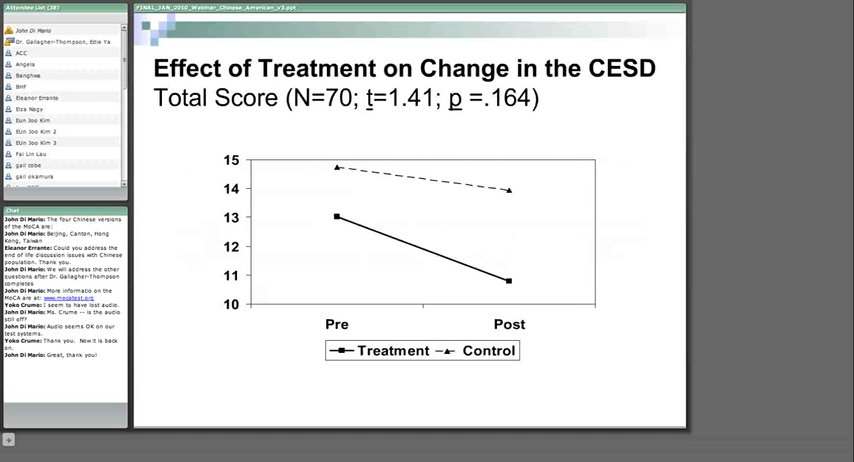 Attendee List (38)
FINAL_JAN_2010_Webinar_Chinese_American_v3.ppt
John Di Mario
Dr. Gallagher-Thompson, Edie Ya
ACC
Angela
Banghwa
BHF
Eleanor Errante
Elza Nagy
Eun Joo Kim
EUn Joo Kim 2
EUn Joo Kim 3
Fai Lin Lau
gail cobe
gail okamura
Chat
John Di Mario: The four Chinese versions
of the MoCA are:
John Di Mario: Beijing, Canton, Hong
Kong, Taiwan
Eleanor Errante: Could you address the
end of life discussion issues with Chinese
population. Thank you.
John Di Mario: We will address the other
questions after Dr. Gallagher-Thompson
completes
John Di Mario: More informatio on the
MoCA are at: www.mocatest.org
Yoko Crume: I seem to have lost audio.
John Di Mario: Ms. Crume -- is the audio
still off?
John Di Mario: Audio seems OK on our
test systems.
Yoko Crume: Thank you. Now it is back
on.
John Di Mario: Great, thank you!
Effect of Treatment on Change in the CESD
Total Score (N=70; t=1.41; p =.164)
15
14
13
12
11
10
Pre Post
Treatment Control